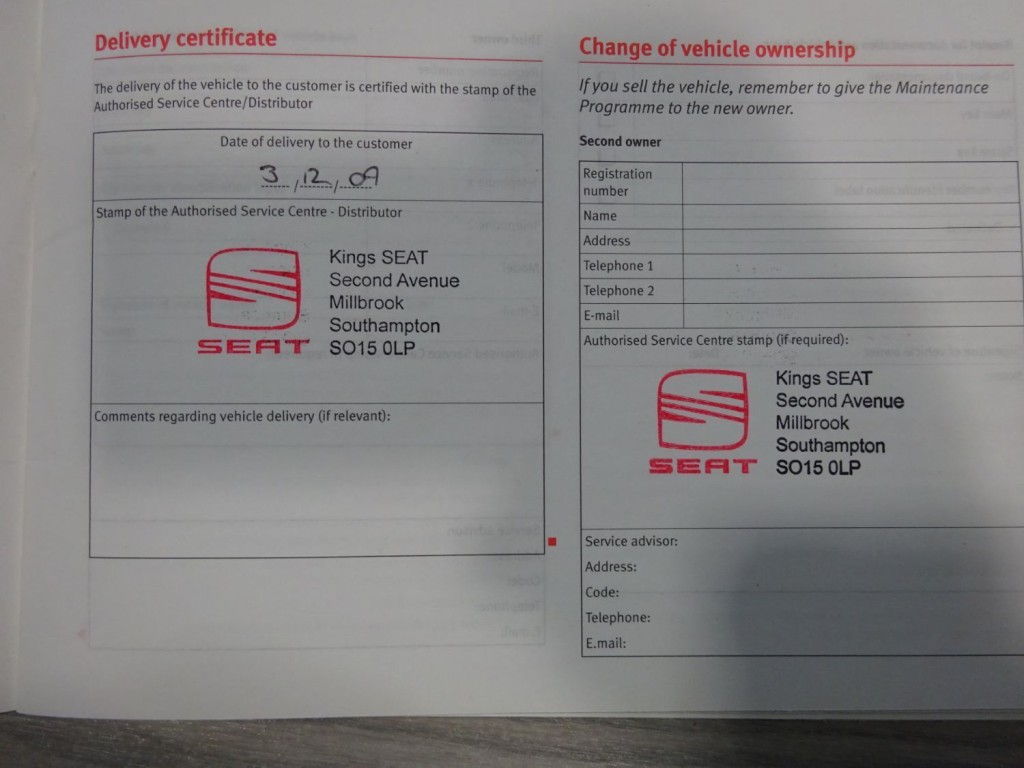 Delivery certificate
The delivery of the vehicle to the customer is certified with the stamp of the
Authorised Service Centre/Distributor
Date of delivery to the customer
3 / 12 / 09
Stamp of the Authorised Service Centre - Distributor
Kings SEAT
Second Avenue
Millbrook
Southampton
SEAT SO15 0LP
Comments regarding vehicle delivery (if relevant):
Change of vehicle ownership
If you sell the vehicle, remember to give the Maintenance
Programme to the new owner.
Second owner
Registration
number
Name
Address
Telephone 1
Telephone 2
E-mail
Authorised Service Centre stamp (if required):
Kings SEAT
Second Avenue
Millbrook
Southampton
SEAT SO15 0LP
Service advisor:
Address:
Code:
Telephone:
E.mail: